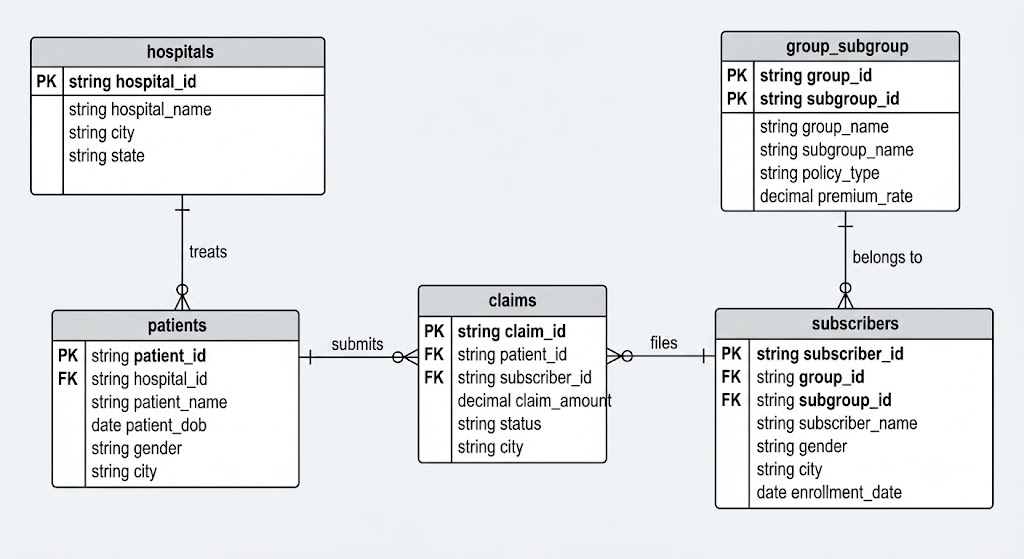 hospitals
PK string hospital_id
string hospital_name
string city
string state
group_subgroup
PK string group_id
PK string subgroup_id
string group_name
string subgroup_name
string policy_type
decimal premium_rate
treats
belongs to
patients
PK string patient_id
FK string hospital_id
string patient_name
date patient_dob
string gender
string city
submits
claims
PK string claim_id
FK string patient_id
FK string subscriber_id
decimal claim_amount
string status
string city
files
subscribers
PK string subscriber_id
FK string group_id
FK string subgroup_id
string subscriber_name
string gender
string city
date enrollment_date